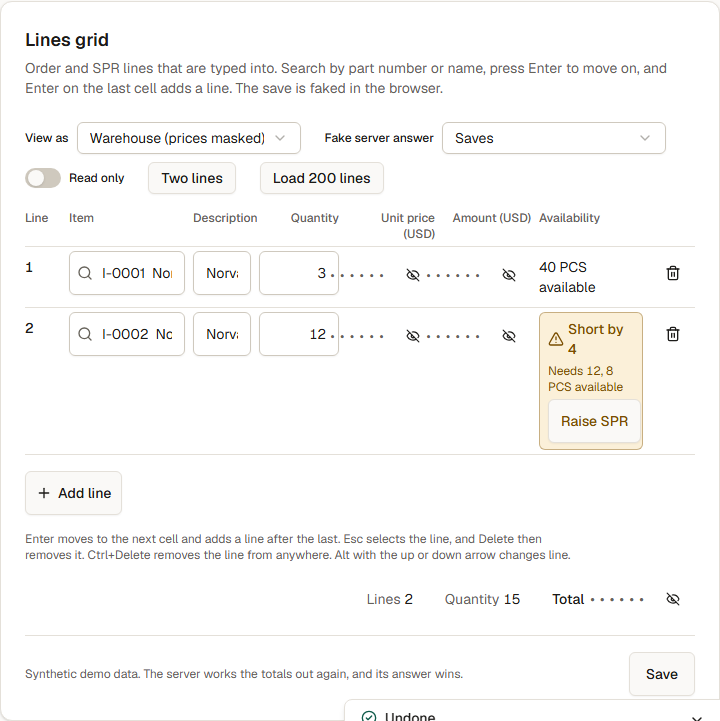 Lines grid
Order and SPR lines that are typed into. Search by part number or name, press Enter to move on, and
Enter on the last cell adds a line. The save is faked in the browser.
View as Warehouse (prices masked) Fake server answer Saves
Read only Two lines Load 200 lines
Line Item Description Quantity Unit price (USD) Amount (USD) Availability
1 I-0001 No 3 • • • • • • • • • • • • 40 PCS
available
2 I-0002 No 12 • • • • • • • • • • • • Short by
4
Needs 12, 8
PCS available
Raise SPR
+ Add line
Enter moves to the next cell and adds a line after the last. Esc selects the line, and Delete then
removes it. Ctrl+Delete removes the line from anywhere. Alt with the up or down arrow changes line.
Lines 2 Quantity 15 Total • • • • • •
Synthetic demo data. The server works the totals out again, and its answer wins. Save
Undone